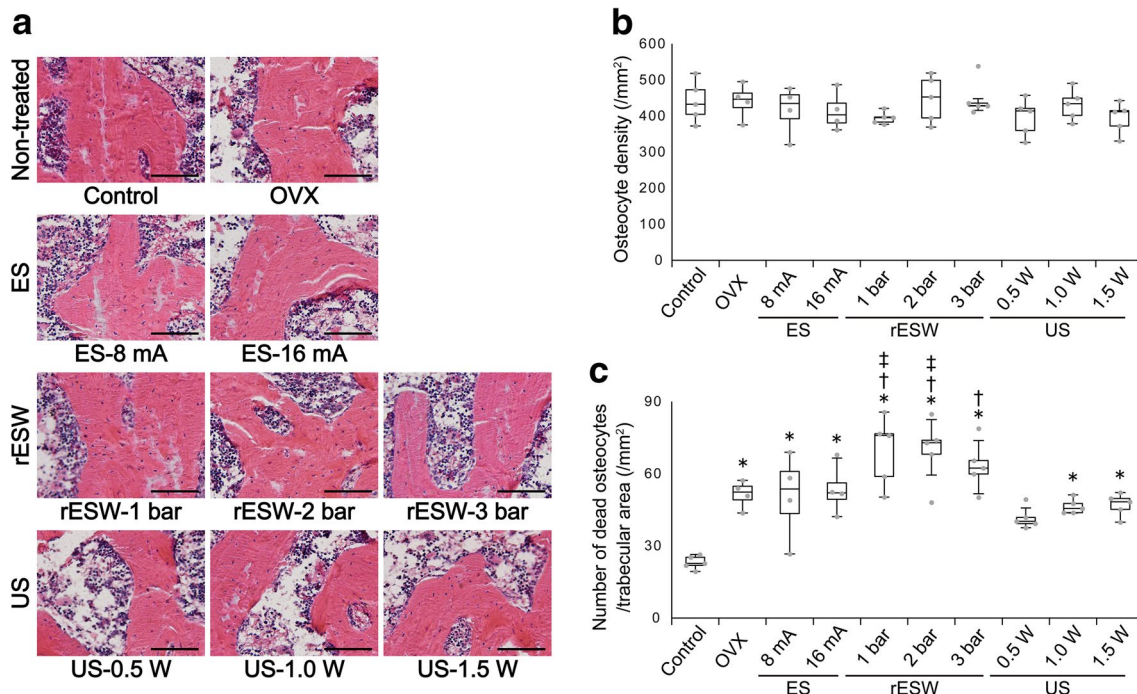 a
Non-treated
Control
OVX
ES
ES-8 mA
ES-16 mA
rESW
rESW-1 bar
rESW-2 bar
rESW-3 bar
US
US-0.5 W
US-1.0 W
US-1.5 W
b
Osteocyte density (/mm²)
600
500
400
300
200
100
0
Control
OVX
8 mA
16 mA
1 bar
2 bar
3 bar
0.5 W
1.0 W
1.5 W
ES
rESW
US
c
Number of dead osteocytes
/trabecular area (/mm²)
90
60
30
0
*
*
*
‡
†
*
‡
†
*
†
*
*
*
Control
OVX
8 mA
16 mA
1 bar
2 bar
3 bar
0.5 W
1.0 W
1.5 W
ES
rESW
US